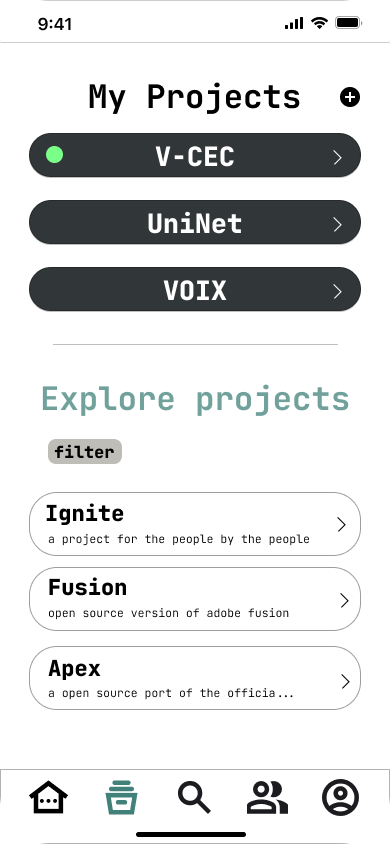 9:41
My Projects
V-CEC
UniNet
VOIX
Explore projects
filter
Ignite
a project for the people by the people
Fusion
open source version of adobe fusion
Apex
a open source port of the officia...